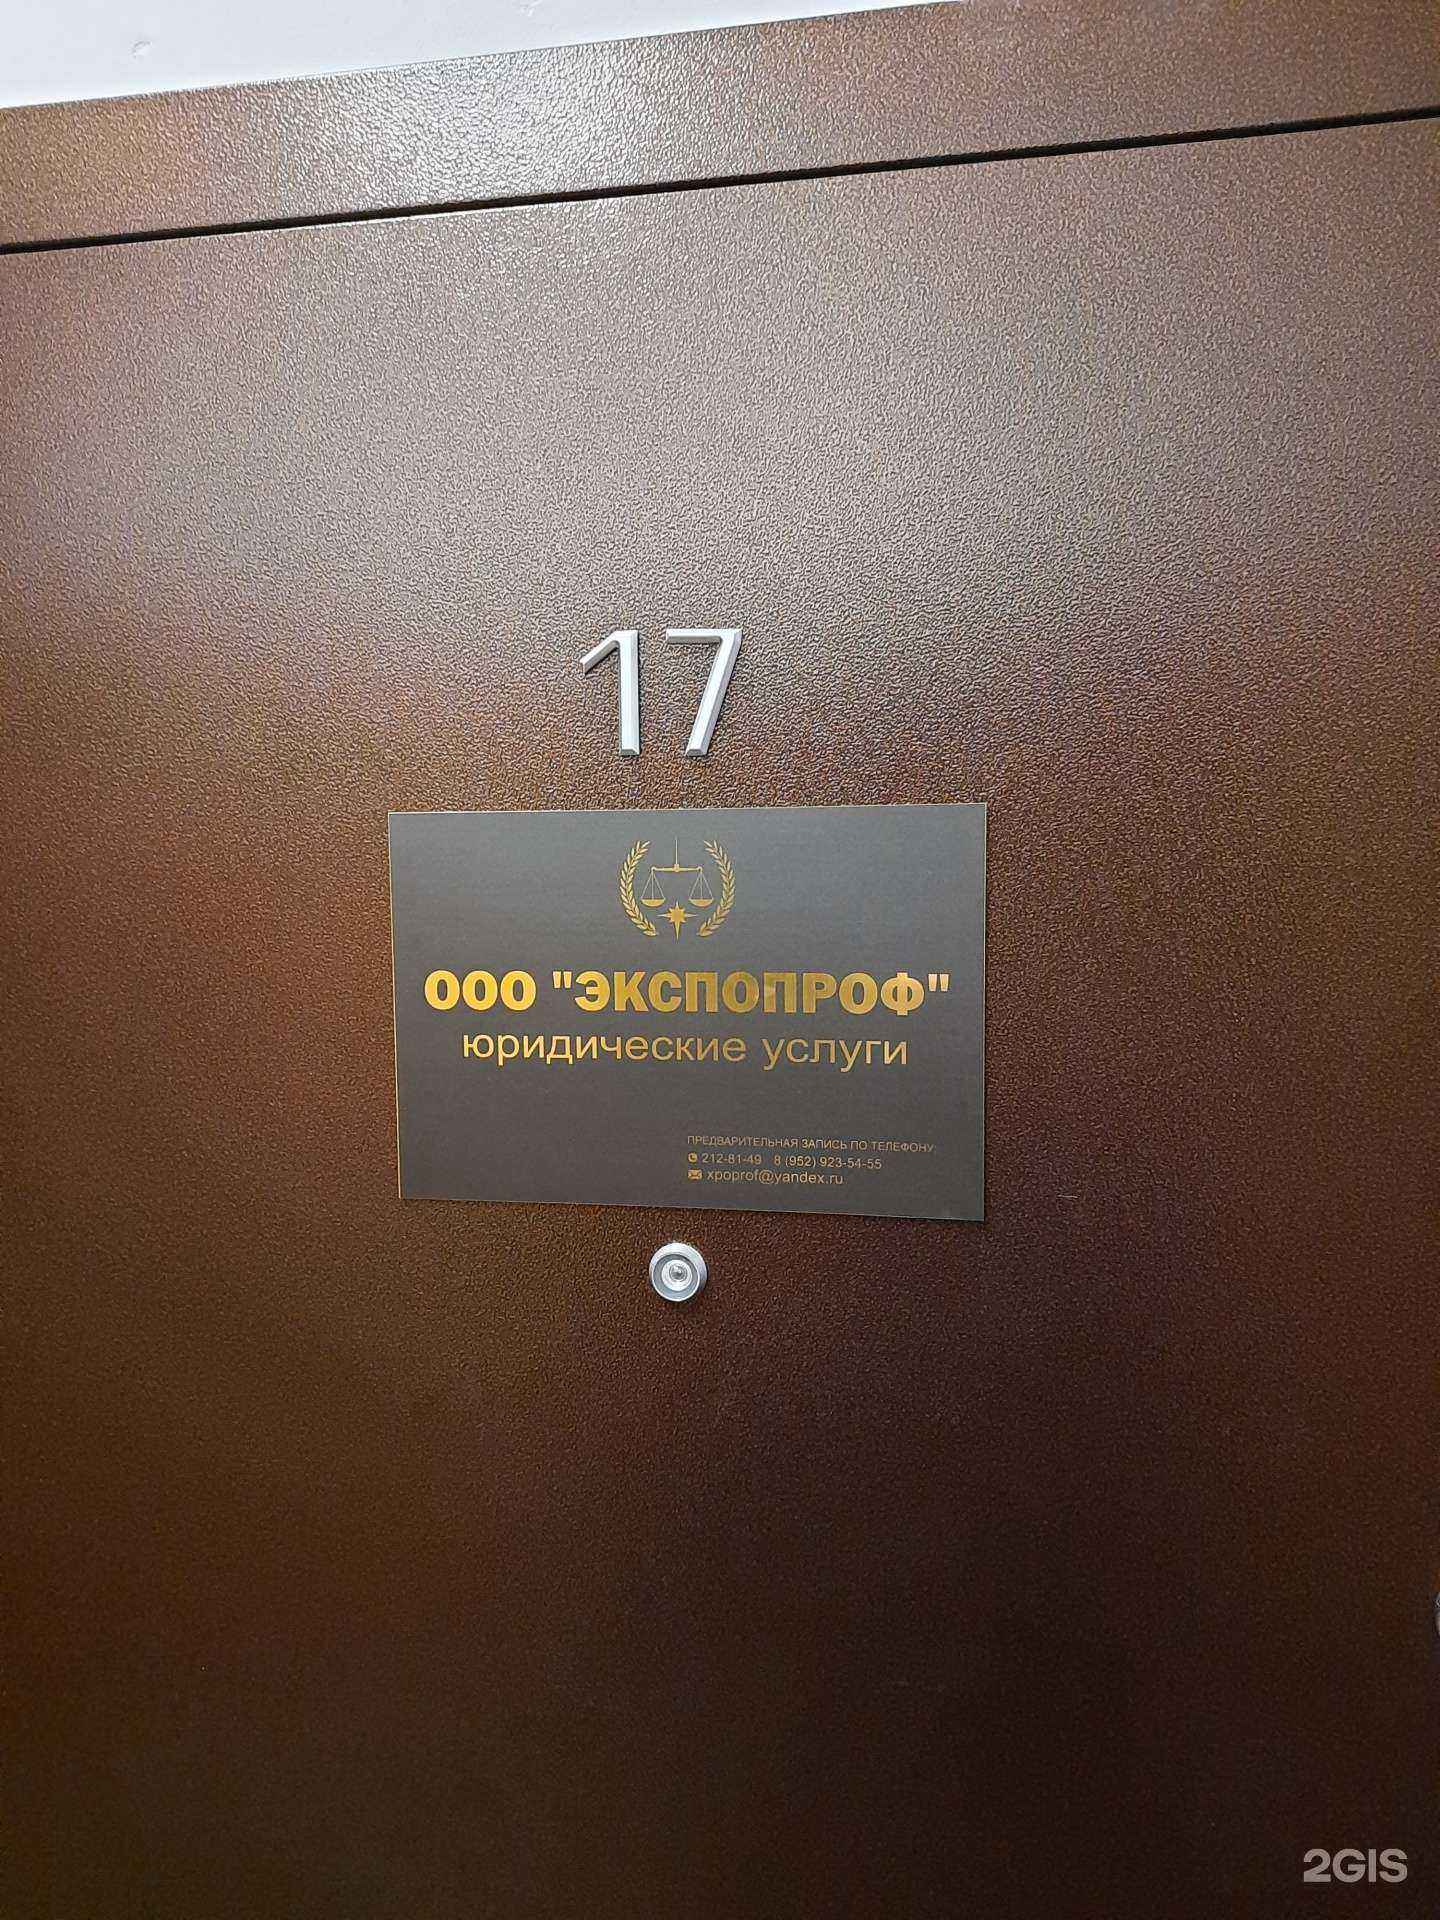 17
ООО "ЭКСПОПРОФ"
юридические услуги
ПРЕДВАРИТЕЛЬНАЯ ЗАПИСЬ ПО ТЕЛЕФОНУ:
212-81-49 8 (952) 923-54-55
xpoprof@yandex.ru
2GIS